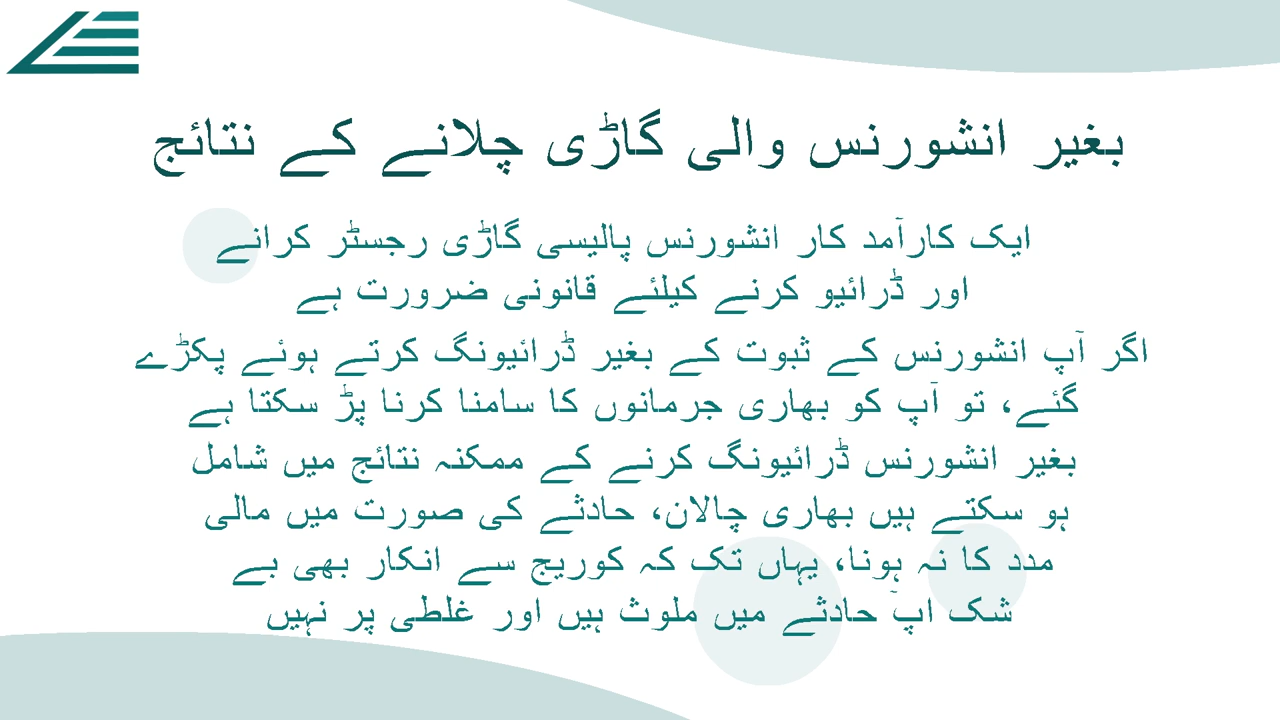 بغیر انشورنس والی گاڑی چلانے کے نتائج
ایک کارآمد کار انشورنس پالیسی گاڑی رجسٹر کرانے
اور ڈرائیو کرنے کیلئے قانونی ضرورت ہے
اگر آپ انشورنس کے ثبوت کے بغیر ڈرائیونگ کرتے ہوئے پکڑے
گئے، تو آپ کو بھاری جرمانوں کا سامنا کرنا پڑ سکتا ہے
بغیر انشورنس ڈرائیونگ کرنے کے ممکنہ نتائج میں شامل
ہو سکتے ہیں بھاری چالان، حادثے کی صورت میں مالی
مدد کا نہ ہونا، یہاں تک کہ کوریج سے انکار بھی بے
شک اپٓ حادثے میں ملوث ہیں اور غلطی پر نہیں